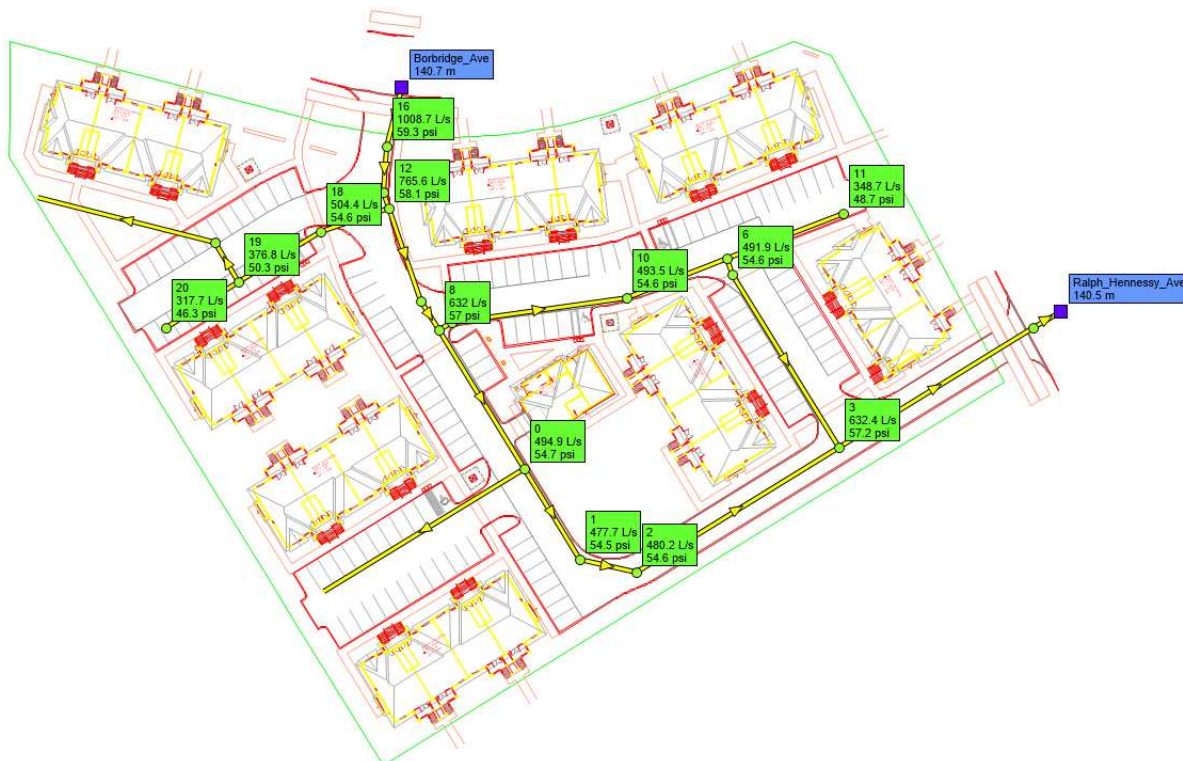 Borbridge_Ave
140.7 m
16
1008.7 L/s
59.3 psi
12
765.6 L/s
58.1 psi
18
504.4 L/s
54.6 psi
11
348.7 L/s
48.7 psi
19
376.8 L/s
50.3 psi
6
491.9 L/s
54.6 psi
10
493.5 L/s
54.6 psi
20
317.7 L/s
46.3 psi
8
632 L/s
57 psi
Ralph_Hennessy_Ave
140.5 m
3
632.4 L/s
57.2 psi
0
494.9 L/s
54.7 psi
1
477.7 L/s
54.5 psi
2
480.2 L/s
54.6 psi